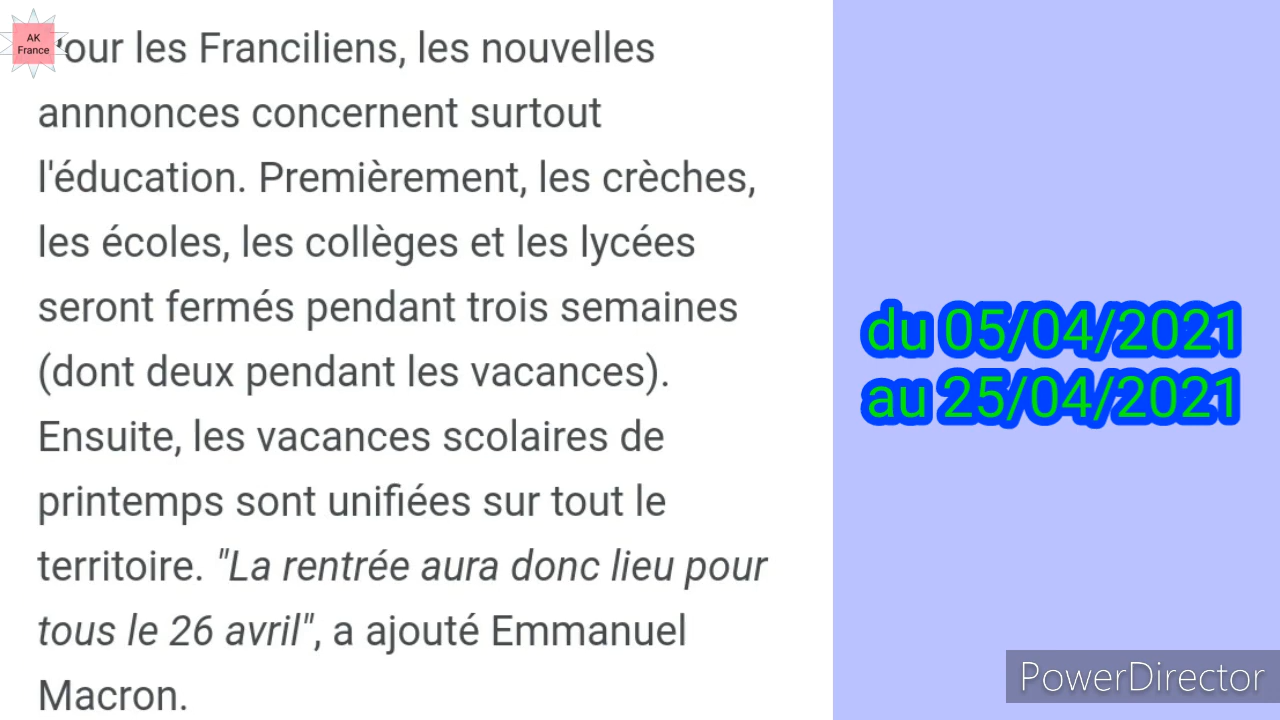 AK
France
our les Franciliens, les nouvelles
annnonces concernent surtout
l'éducation. Premièrement, les crèches,
les écoles, les collèges et les lycées
seront fermés pendant trois semaines
(dont deux pendant les vacances).
Ensuite, les vacances scolaires de
printemps sont unifiées sur tout le
territoire. "La rentrée aura donc lieu pour
tous le 26 avril", a ajouté Emmanuel
Macron.
du 05/04/2021
au 25/04/2021
PowerDirector